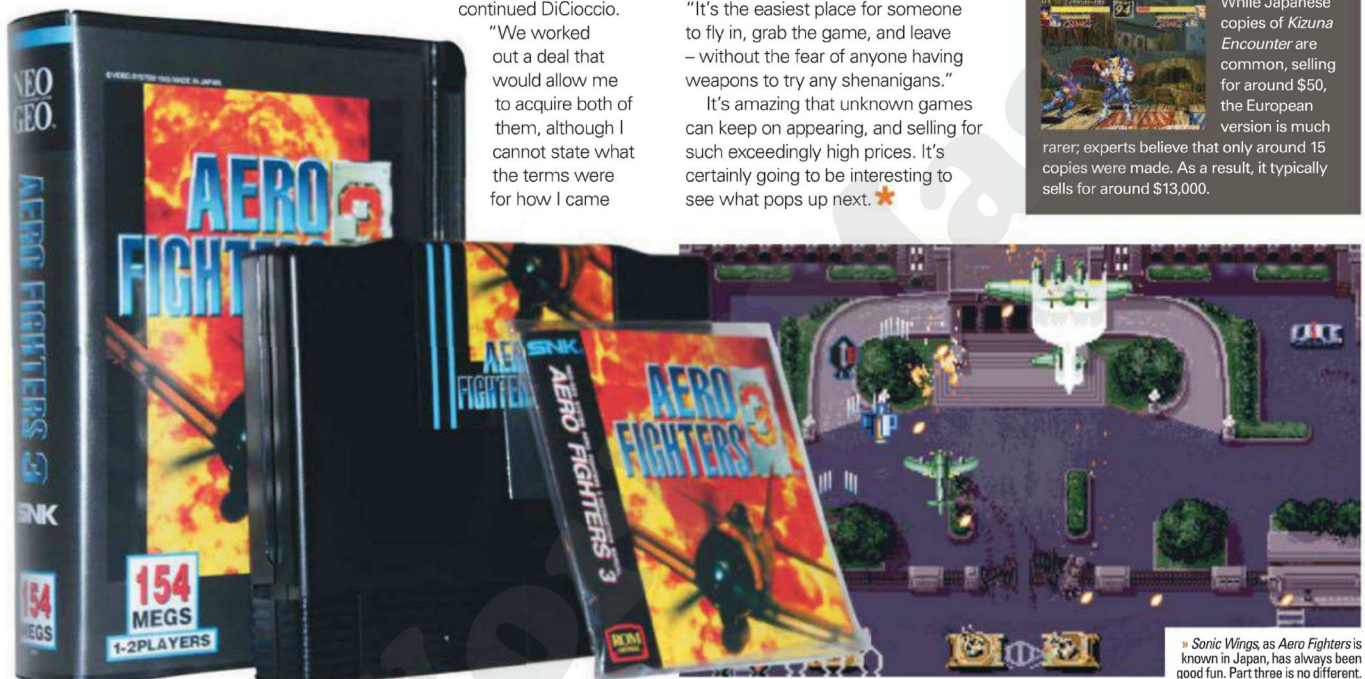 continued DiCioccio.
"We worked
out a deal that
would allow me
to acquire both of
them, although I
cannot state what
the terms were
for how I came
"It's the easiest place for someone
to fly in, grab the game, and leave
– without the fear of anyone having
weapons to try any shenanigans."
It's amazing that unknown games
can keep on appearing, and selling for
such exceedingly high prices. It's
certainly going to be interesting to
see what pops up next.
94
While Japanese
copies of Kizuna
Encounter are
common, selling
for around $50,
the European
version is much
rarer; experts believe that only around 15
copies were made. As a result, it typically
sells for around $13,000.
NEO
GEO
AERO FIGHTERS 3
SNK
154
MEGS
AERO
FIGHTERS 3
154
MEGS
1-2PLAYERS
AERO
FIGHTERS
SNK
AERO FIGHTERS 3
AERO
FIGHTERS 3
ROM
» Sonic Wings, as Aero Fighters is
known in Japan, has always been
good fun. Part three is no different.